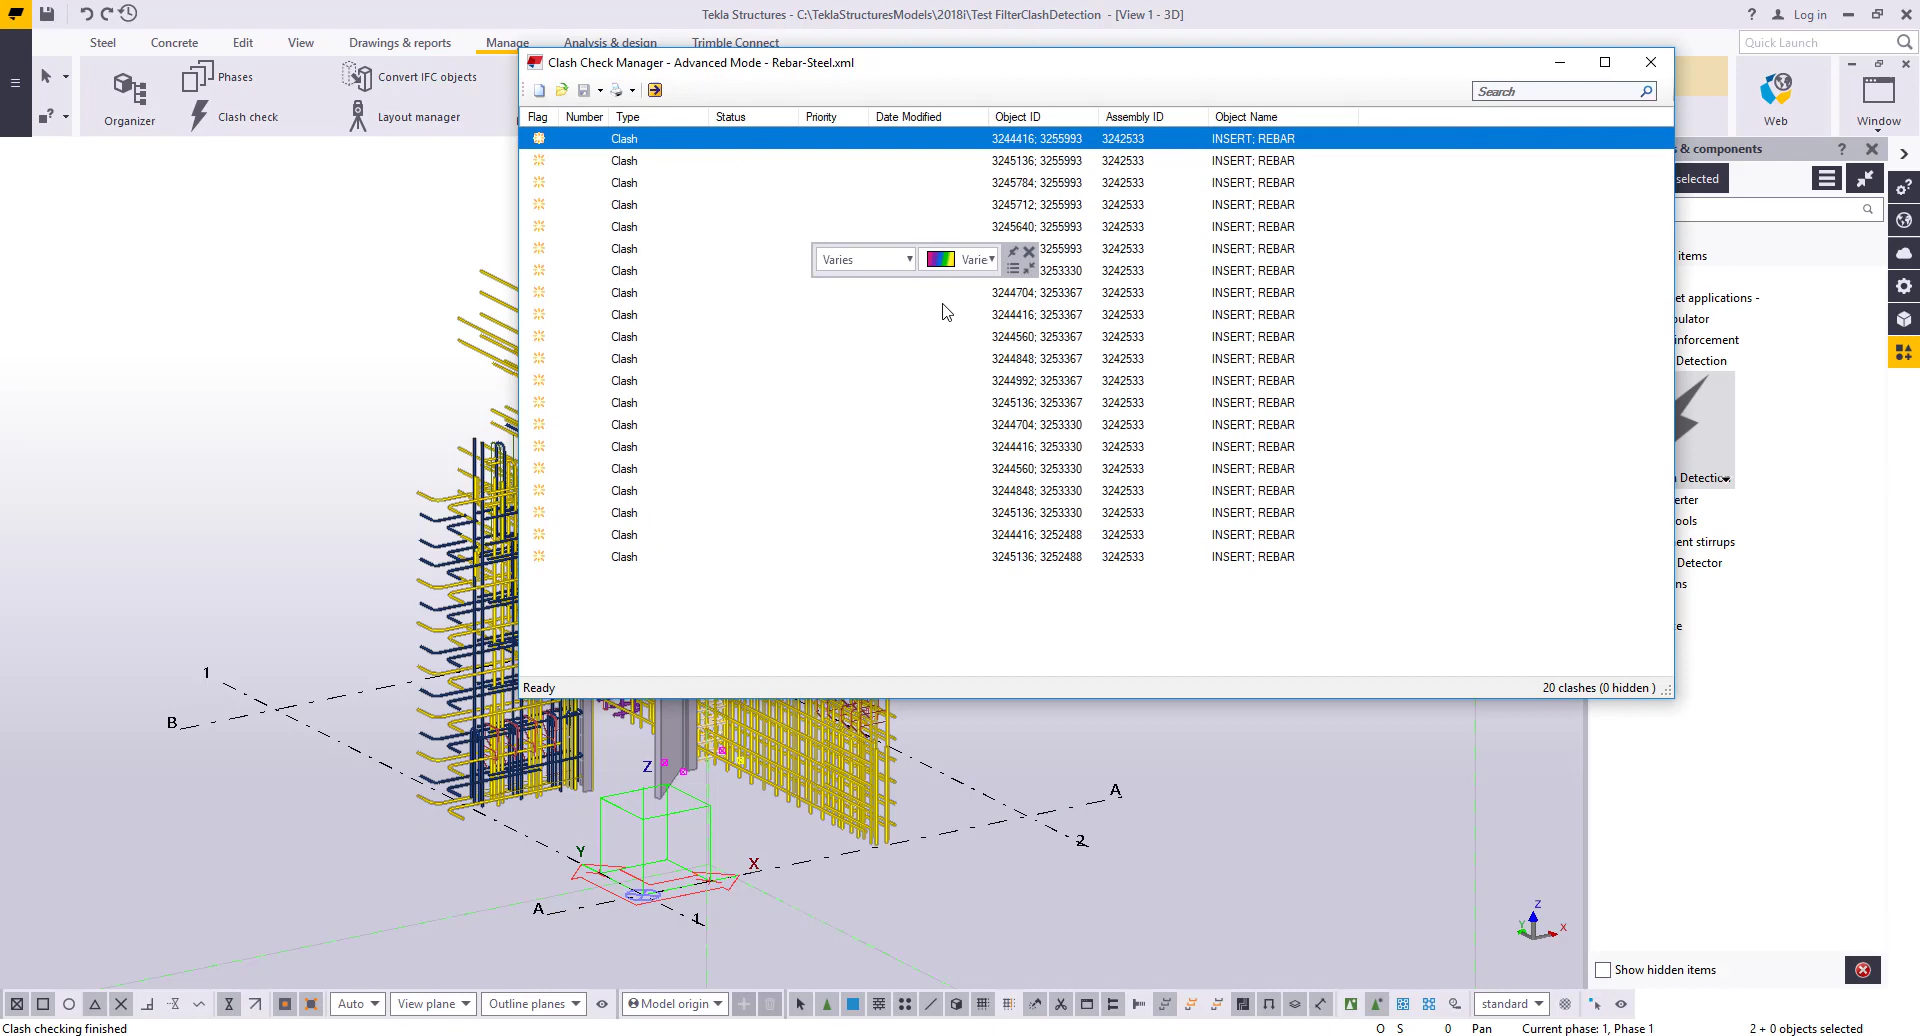 Tekla Structures - C:\TeklaStructuresModels\2018i\Test FilterClashDetection - [View 1 - 3D]
? Log in
Steel Concrete Edit View Drawings & reports Manage Analysis & design Trimble Connect
Quick Launch
Organizer
Phases
Clash check
Convert IFC objects
Layout manager
Web
Window
Clash Check Manager - Advanced Mode - Rebar-Steel.xml
Search
Flag Number Type Status Priority Date Modified Object ID Assembly ID Object Name
Clash 3244416; 3255993 3242533 INSERT; REBAR
Clash 3245136; 3255993 3242533 INSERT; REBAR
Clash 3245784; 3255993 3242533 INSERT; REBAR
Clash 3245712; 3255993 3242533 INSERT; REBAR
Clash 3245640; 3255993 3242533 INSERT; REBAR
Clash 3255993 3242533 INSERT; REBAR
Varies Varie
Clash 3253330 3242533 INSERT; REBAR
Clash 3244704; 3253367 3242533 INSERT; REBAR
Clash 3244416; 3253367 3242533 INSERT; REBAR
Clash 3244560; 3253367 3242533 INSERT; REBAR
Clash 3244848; 3253367 3242533 INSERT; REBAR
Clash 3244992; 3253367 3242533 INSERT; REBAR
Clash 3245136; 3253367 3242533 INSERT; REBAR
Clash 3244704; 3253330 3242533 INSERT; REBAR
Clash 3244416; 3253330 3242533 INSERT; REBAR
Clash 3244560; 3253330 3242533 INSERT; REBAR
Clash 3244848; 3253330 3242533 INSERT; REBAR
Clash 3245136; 3253330 3242533 INSERT; REBAR
Clash 3244416; 3252488 3242533 INSERT; REBAR
Clash 3245136; 3252488 3242533 INSERT; REBAR
Ready 20 clashes (0 hidden )
& components ?
selected
items
et applications -
oulator
inforcement
Detection
Detectio
erter
ools
ent stirrups
Detector
ns
e
Show hidden items
1
B
Z
A
2
Y
X
A
1
Z
Y
X
Auto View plane Outline planes Model origin standard
Clash checking finished O S 0 Pan Current phase: 1, Phase 1 2 + 0 objects selected